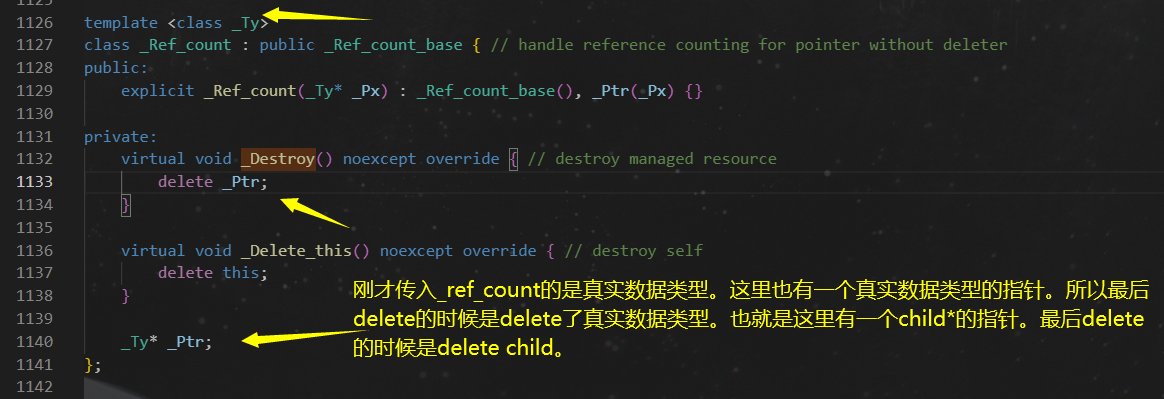 1125
1126 template <class _Ty>
1127 class _Ref_count : public _Ref_count_base { // handle reference counting for pointer without deleter
1128 public:
1129 explicit _Ref_count(_Ty* _Px) : _Ref_count_base(), _Ptr(_Px) {}
1130
1131 private:
1132 virtual void _Destroy() noexcept override { // destroy managed resource
1133 delete _Ptr;
1134 }
1135
1136 virtual void _Delete_this() noexcept override { // destroy self
1137 delete this;
1138 }
1139
1140 _Ty* _Ptr;
1141 };
1142
刚才传入_ref_count的是真实数据类型。这里也有一个真实数据类型的指针。所以最后
delete的时候是delete了真实数据类型。也就是这里有一个child*的指针。最后delete
的时候是delete child。